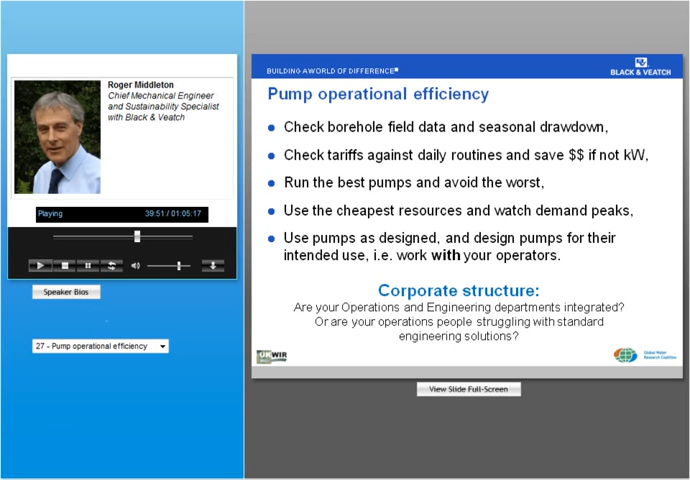 Roger Middleton
Chief Mechanical Engineer
and Sustainability Specialist
with Black & Veatch
Playing 39:51 / 01:05:17
Speaker Bios
27 - Pump operational efficiency
BUILDING A WORLD OF DIFFERENCE
BLACK & VEATCH
Pump operational efficiency
Check borehole field data and seasonal drawdown,
Check tariffs against daily routines and save $$ if not kW,
Run the best pumps and avoid the worst,
Use the cheapest resources and watch demand peaks,
Use pumps as designed, and design pumps for their
intended use, i.e. work with your operators.
Corporate structure:
Are your Operations and Engineering departments integrated?
Or are your operations people struggling with standard
engineering solutions?
UKWIR
Global Water
Research Coalition
View Slide Full-Screen